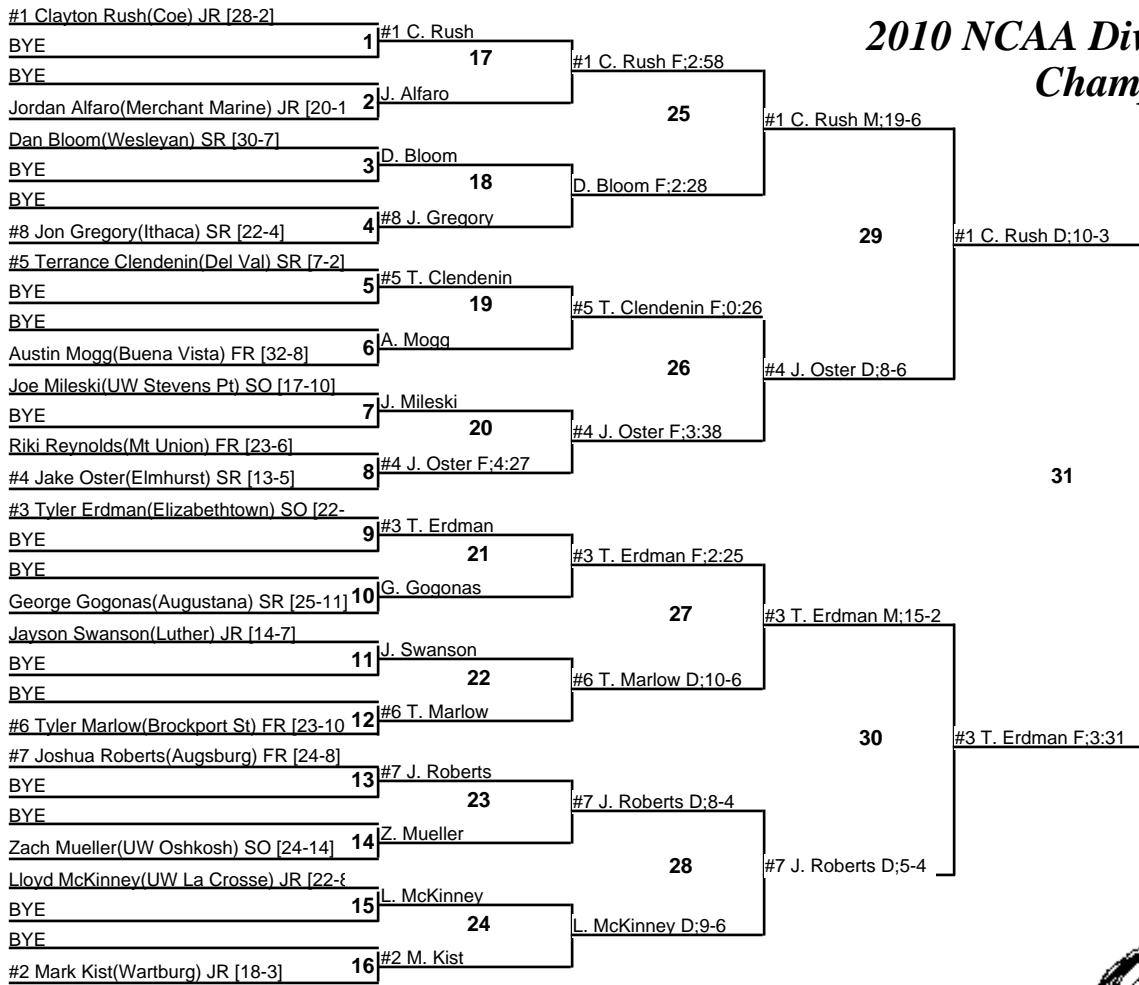 2010 NCAA Div
Champ
#1 Clayton Rush(Coe) JR [28-2]
BYE
1
BYE
Jordan Alfaro(Merchant Marine) JR [20-1
2
Dan Bloom(Wesleyan) SR [30-7]
BYE
3
BYE
#8 Jon Gregory(Ithaca) SR [22-4]
4
#5 Terrance Clendenin(Del Val) SR [7-2]
BYE
5
BYE
Austin Mogg(Buena Vista) FR [32-8]
6
Joe Mileski(UW Stevens Pt) SO [17-10]
BYE
7
Riki Reynolds(Mt Union) FR [23-6]
#4 Jake Oster(Elmhurst) SR [13-5]
8
#3 Tyler Erdman(Elizabethtown) SO [22-
BYE
9
BYE
George Gogonas(Augustana) SR [25-11]
10
Jayson Swanson(Luther) JR [14-7]
BYE
11
BYE
#6 Tyler Marlow(Brockport St) FR [23-10
12
#7 Joshua Roberts(Augsburg) FR [24-8]
BYE
13
BYE
Zach Mueller(UW Oshkosh) SO [24-14]
14
Lloyd McKinney(UW La Crosse) JR [22-8
BYE
15
BYE
#2 Mark Kist(Wartburg) JR [18-3]
16
#1 C. Rush
17
J. Alfaro
D. Bloom
18
#8 J. Gregory
#5 T. Clendenin
19
A. Mogg
J. Mileski
20
#4 J. Oster F;4:27
#3 T. Erdman
21
G. Gogonas
J. Swanson
22
#6 T. Marlow
#7 J. Roberts
23
Z. Mueller
L. McKinney
24
#2 M. Kist
#1 C. Rush F;2:58
25
D. Bloom F;2:28
#5 T. Clendenin F;0:26
26
#4 J. Oster F;3:38
#3 T. Erdman F;2:25
27
#6 T. Marlow D;10-6
#7 J. Roberts D;8-4
28
L. McKinney D;9-6
#1 C. Rush M;19-6
29
#4 J. Oster D;8-6
#3 T. Erdman M;15-2
30
#7 J. Roberts D;5-4
#1 C. Rush D;10-3
31
#3 T. Erdman F;3:31